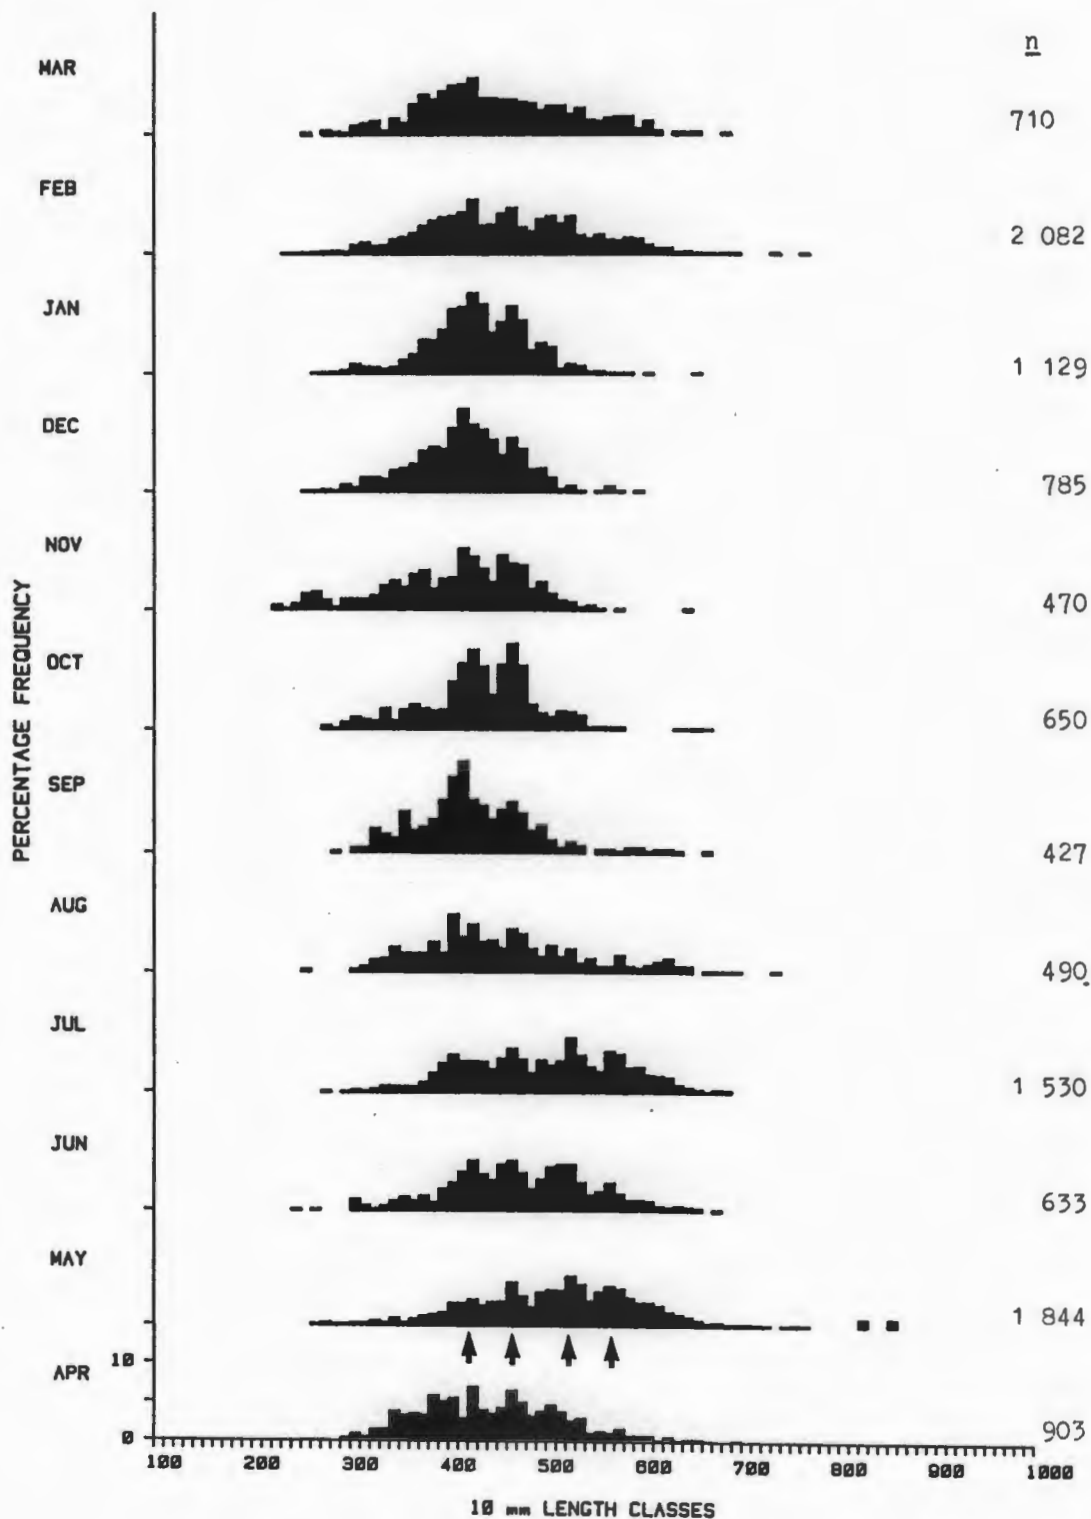 n
MAR
710
FEB
2 082
JAN
1 129
DEC
785
NOV
470
OCT
650
SEP
427
AUG
490
JUL
1 530
JUN
633
MAY
1 844
APR
903
10
0
PERCENTAGE FREQUENCY
100 200 300 400 500 600 700 800 900 1000
10 mm LENGTH CLASSES